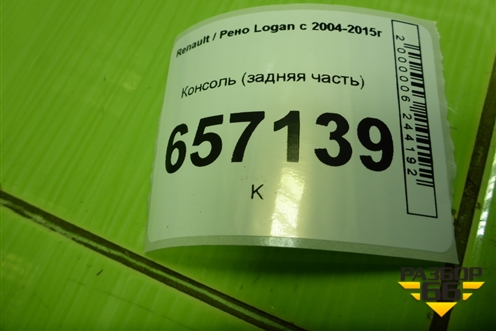 Renault / Рено Logan с 2004-2015г
Консоль (задняя часть)
657139
К
2000006244192
РАЗБОР
66